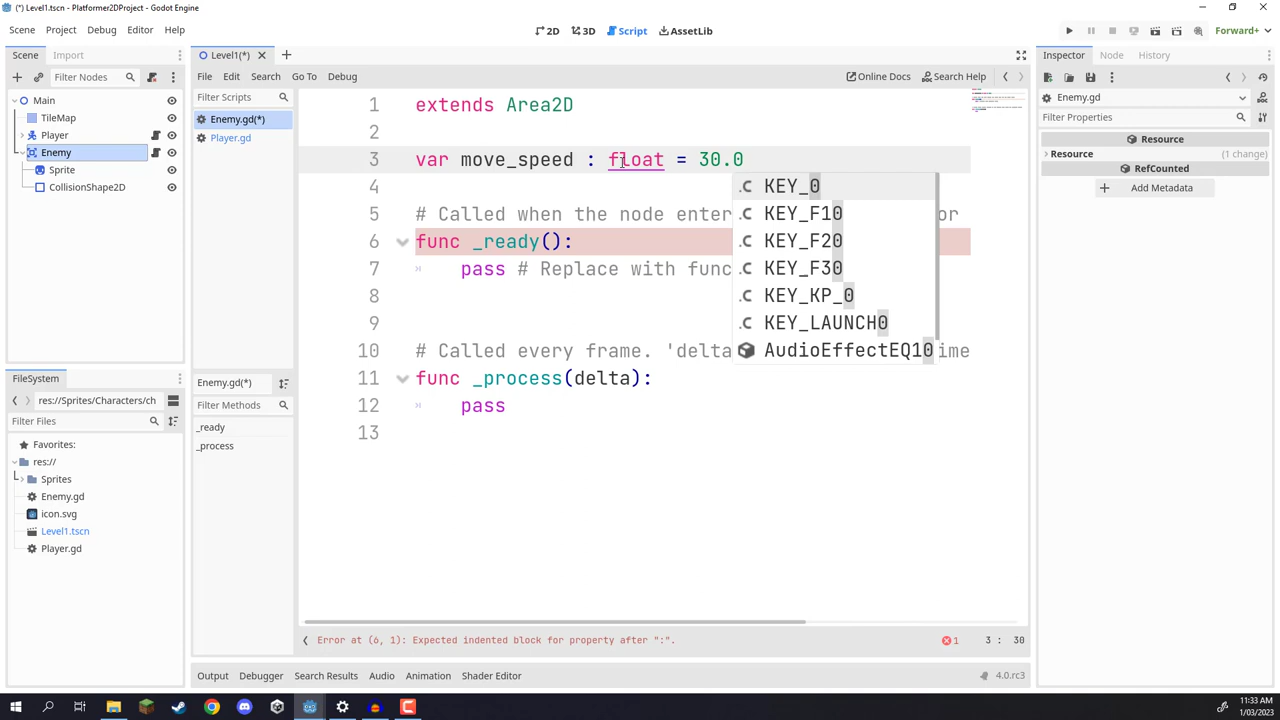 (*) Level1.tscn - Platformer2DProject - Godot Engine
Scene Project Debug Editor Help
2D 3D Script AssetLib
Forward+
Scene Import
Level1(*)
Inspector Node History
Filter Nodes
File Edit Search Go To Debug
Online Docs Search Help
Filter Scripts
Enemy.gd
Filter Properties
Main
TileMap
Player
Enemy
Sprite
CollisionShape2D
Enemy.gd(*)
Player.gd
Resource
Resource (1 change)
RefCounted
Add Metadata
1 extends Area2D
2
3 var move_speed : float = 30.0
4
5 # Called when the node enter or
6 func _ready():
7 pass # Replace with func
8
9
10 # Called every frame. 'delta ime
11 func _process(delta):
12 pass
13
KEY_0
KEY_F10
KEY_F20
KEY_F30
KEY_KP_0
KEY_LAUNCH0
AudioEffectEQ10
FileSystem
res://Sprites/Characters/ch
Filter Files
Favorites:
res://
Sprites
Enemy.gd
icon.svg
Level1.tscn
Player.gd
Enemy.gd(*)
Filter Methods
_ready
_process
Error at (6, 1): Expected indented block for property after ":".
1 3 : 30
Output Debugger Search Results Audio Animation Shader Editor
4.0.rc3
11:33 AM
1/03/2023